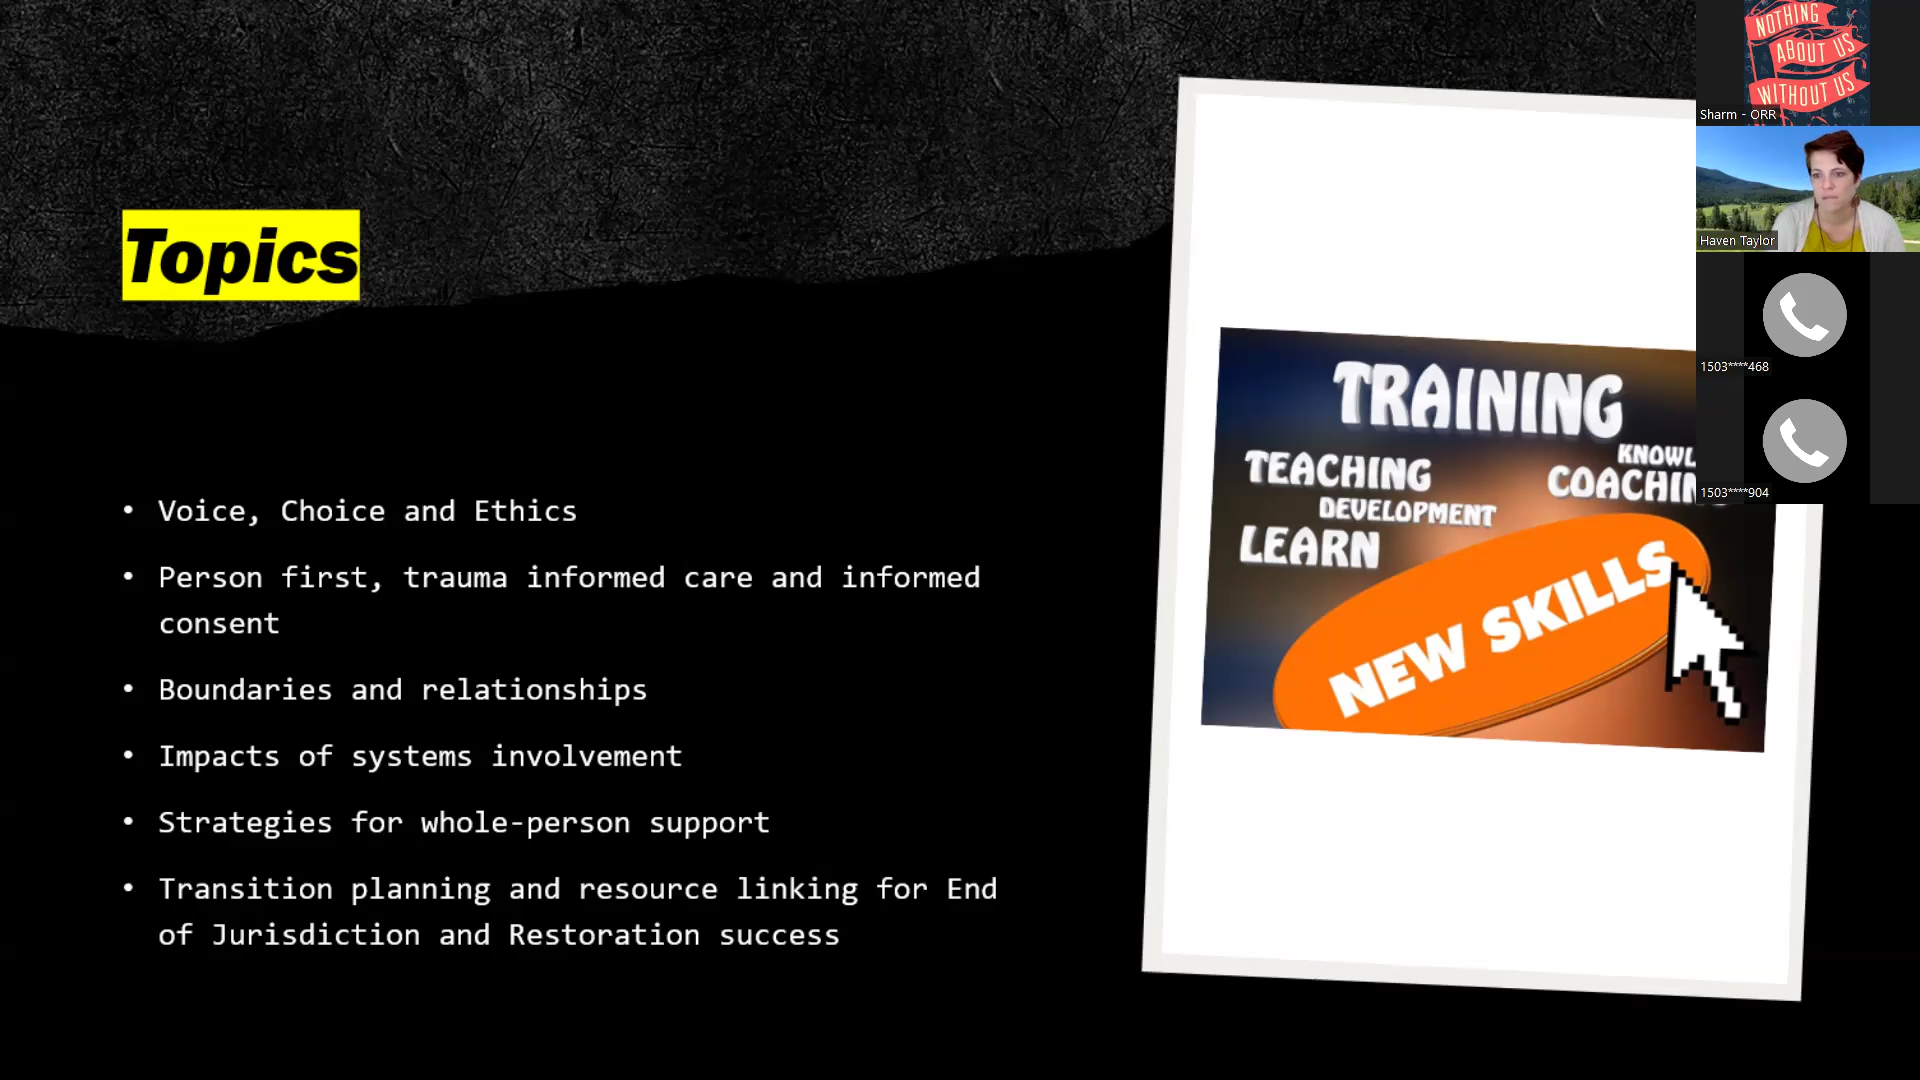 Topics
• Voice, Choice and Ethics
• Person first, trauma informed care and informed
consent
• Boundaries and relationships
• Impacts of systems involvement
• Strategies for whole-person support
• Transition planning and resource linking for End
of Jurisdiction and Restoration success
TRAINING
KNOWL
TEACHING
COACHIN
DEVELOPMENT
LEARN
NEW SKILLS
NOTHING
ABOUT US
WITHOUT US
Sharm - ORR
Haven Taylor
1503****468
1503****904